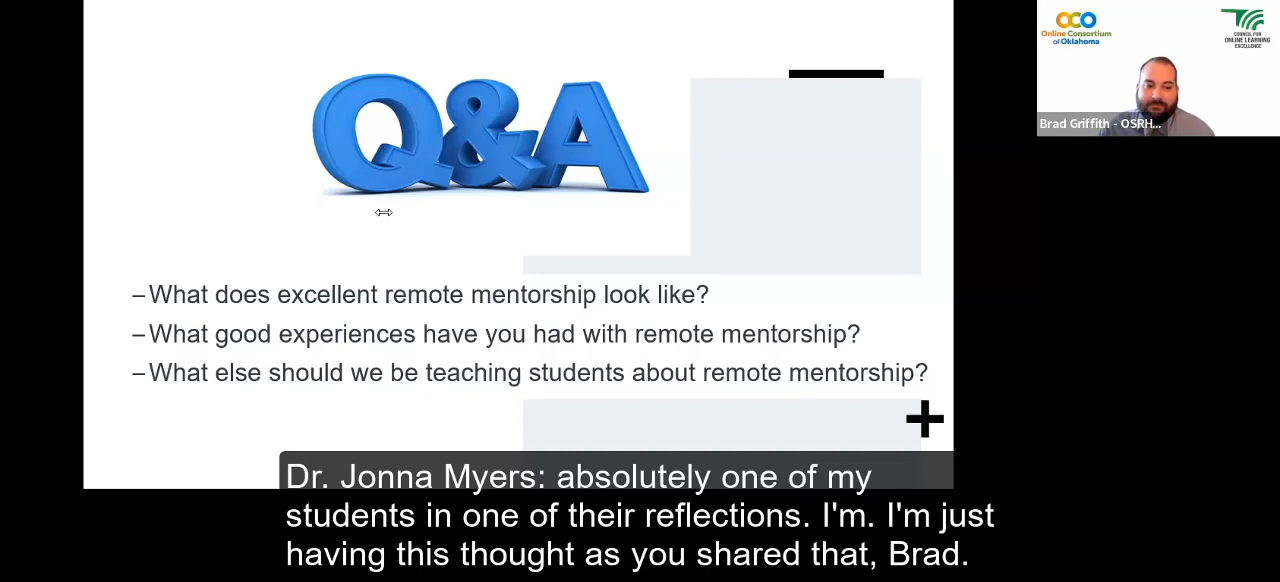 Q&A
–What does excellent remote mentorship look like?
–What good experiences have you had with remote mentorship?
–What else should we be teaching students about remote mentorship?
Dr. Jonna Myers: absolutely one of my
students in one of their reflections. I'm. I'm just
having this thought as you shared that, Brad.
OCO
Online Consortium
of Oklahoma
COUNCIL FOR
ONLINE LEARNING
EXCELLENCE
Brad Griffith - OSRH...